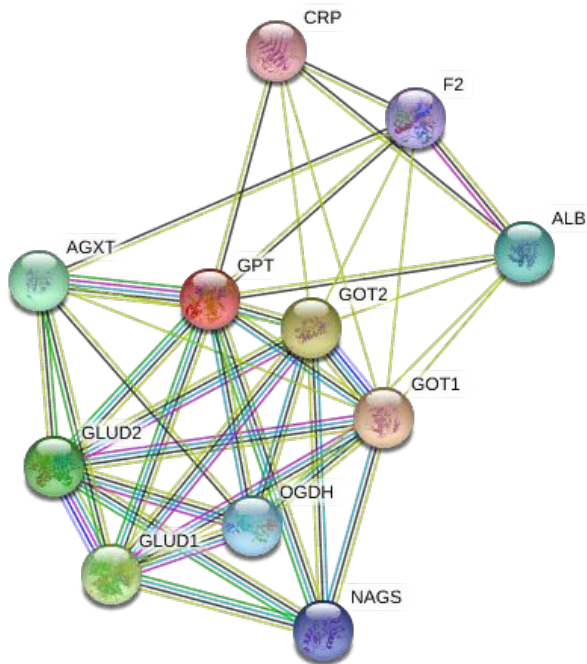 CRP
F2
ALB
AGXT
GPT
GOT2
GOT1
GLUD2
OGDH
GLUD1
NAGS